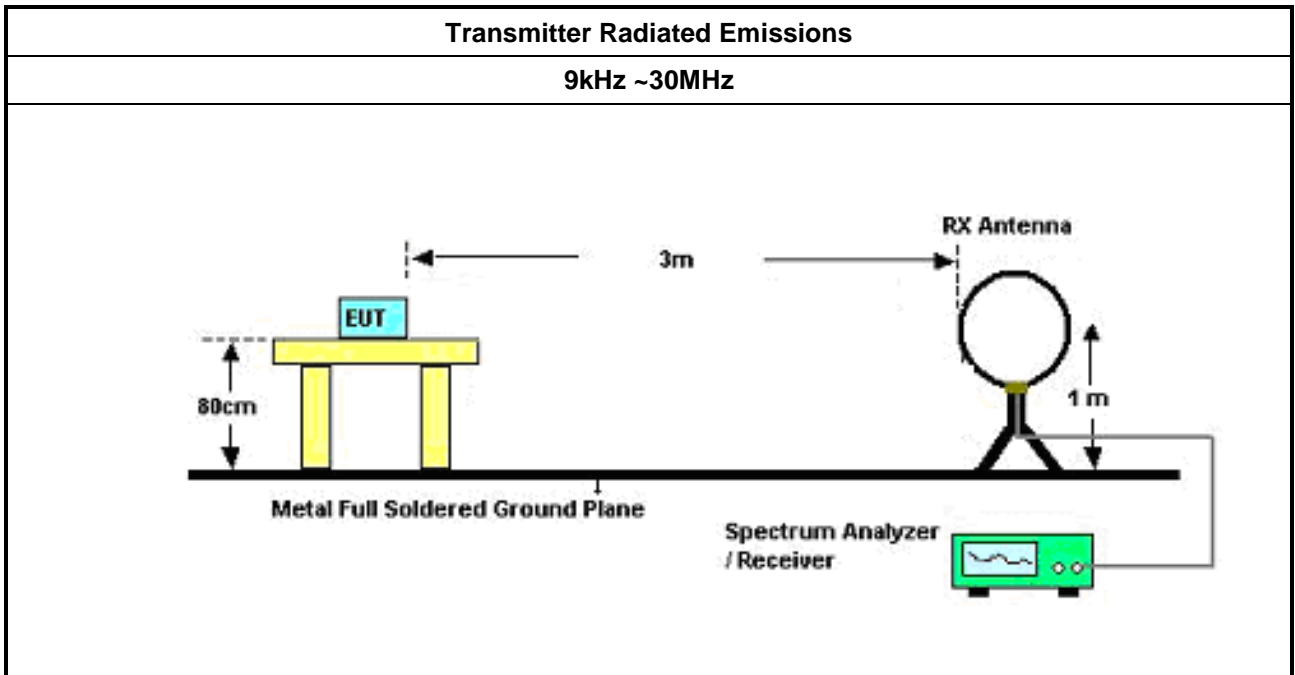 Transmitter Radiated Emissions
9kHz ~30MHz
RX Antenna
3m
EUT
80cm
1 m
Metal Full Soldered Ground Plane
Spectrum Analyzer
/ Receiver